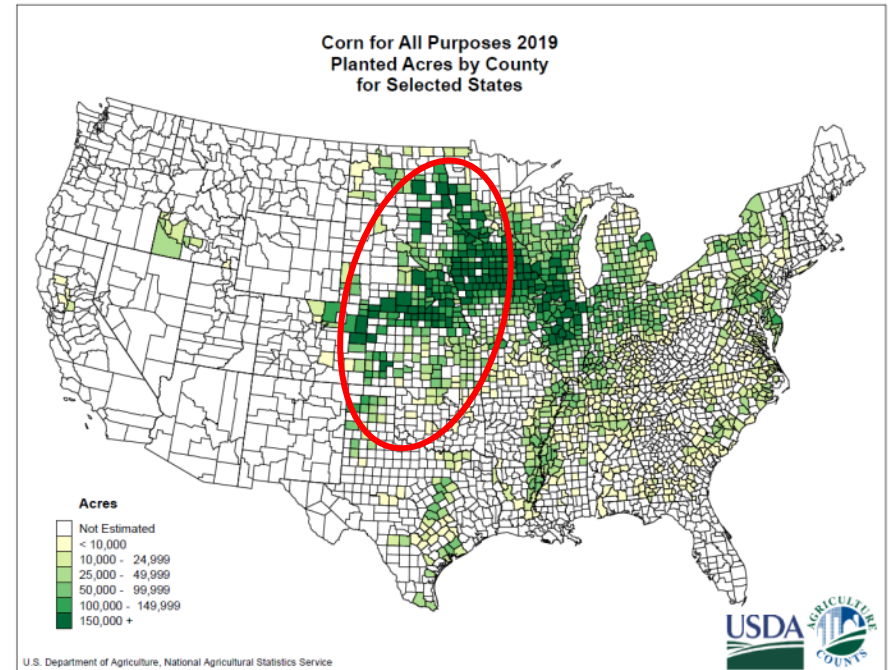 Corn for All Purposes 2019
Planted Acres by County
for Selected States
Acres
Not Estimated
< 10,000
10,000 - 24,999
25,000 - 49,999
50,000 - 99,999
100,000 - 149,999
150,000 +
U.S. Department of Agriculture, National Agricultural Statistics Service
USDA
AGRICULTURE
COUNTS